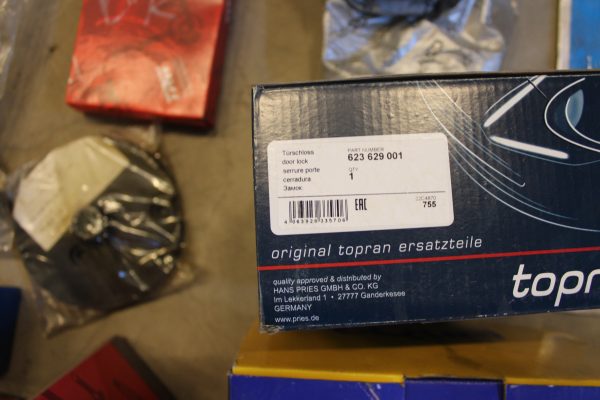 Türschloss
door lock
serrure porte
cerradura
Замок
PART NUMBER
623 629 001
QTY
1
EAC
755
original topran ersatzteile
quality approved & distributed by
HANS PRIES GMBH & CO. KG
Im Lekkerland 1 • 27777 Ganderkesee
GERMANY
www.pries.de
topr